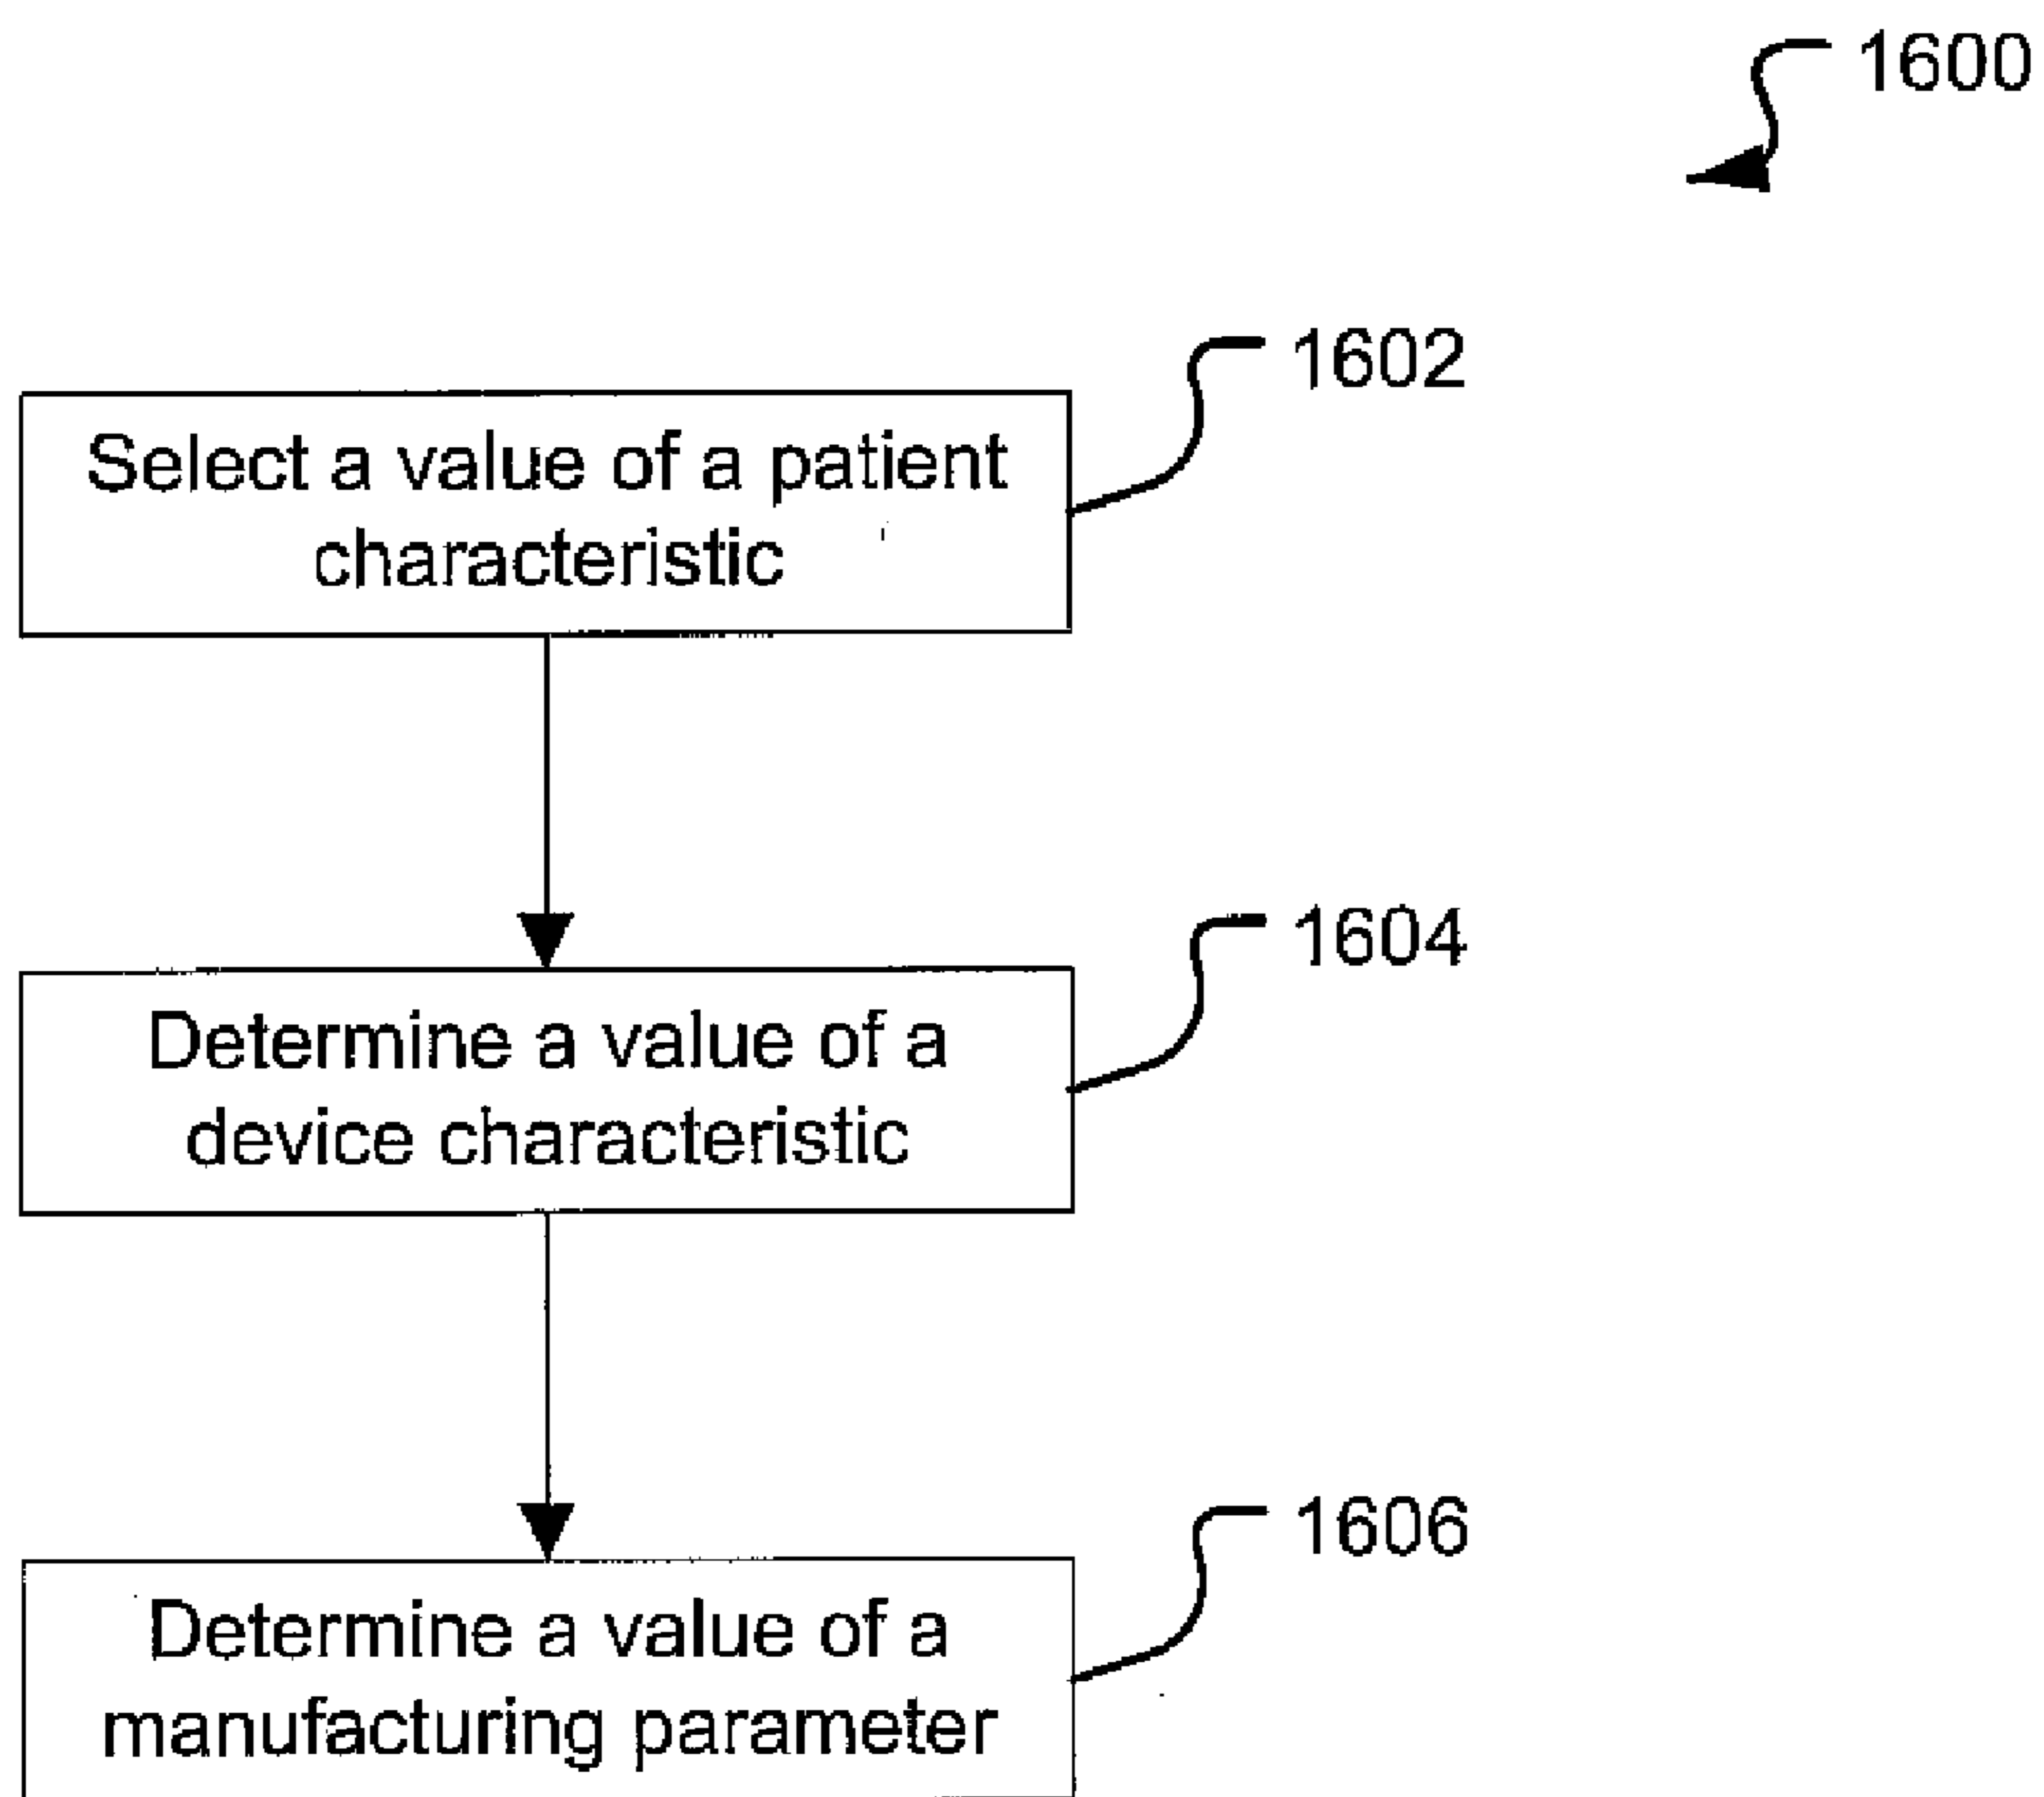 1600
1602
Select a value of a patient
characteristic
1604
Determine a value of a
device characteristic
1606
Determine a value of a
manufacturing parameter